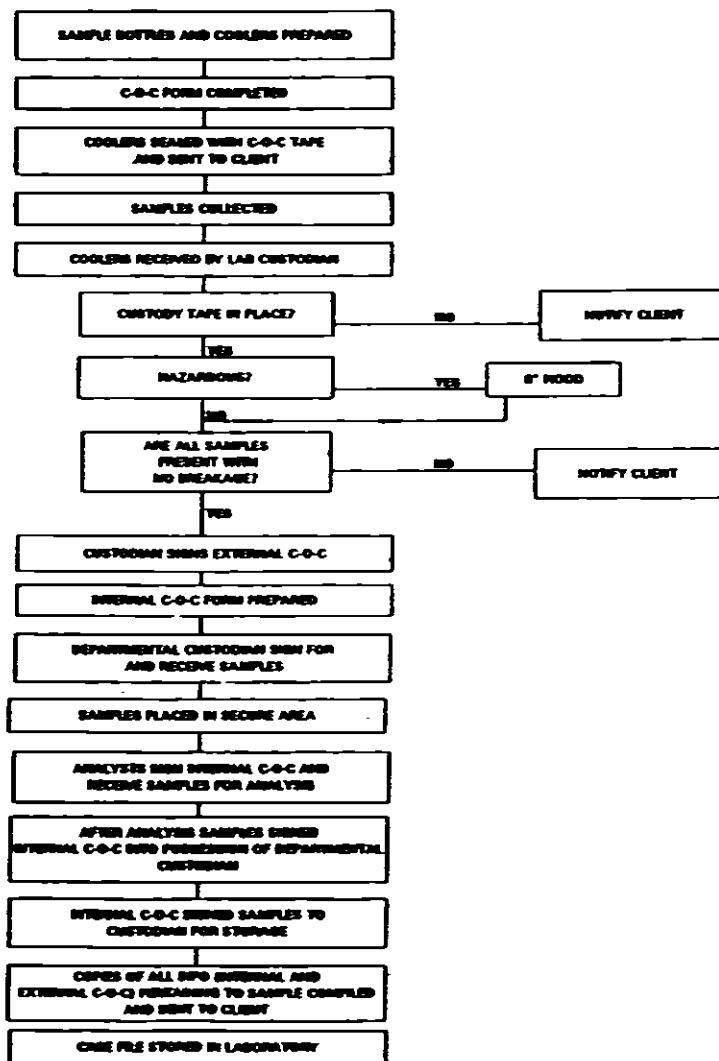 SAMPLE BOTTLES AND COOLERS PREPARED
C-O-C FORM COMPLETED
COOLERS SEALED WITH C-O-C TAPE
AND SENT TO CLIENT
SAMPLES COLLECTED
COOLERS RECEIVED BY LAB CUSTODIAN
CUSTODY TAPE IN PLACE?
NO
NOTIFY CLIENT
YES
HAZARDOUS?
YES
HOOD
NO
ARE ALL SAMPLES
PRESENT WITH
NO BREAKAGE?
NO
NOTIFY CLIENT
YES
CUSTODIAN SIGNS EXTERNAL C-O-C
INTERNAL C-O-C FORM PREPARED
DEPARTMENTAL CUSTODIAN SIGN FOR
AND RECEIVE SAMPLES
SAMPLES PLACED IN SECURE AREA
ANALYSTS SIGN INTERNAL C-O-C AND
RECEIVE SAMPLES FOR ANALYSIS
AFTER ANALYSIS SAMPLES SIGNED
INTERNAL C-O-C INTO POSSESSION OF DEPARTMENTAL
CUSTODIAN
INTERNAL C-O-C SIGNED SAMPLES TO
CUSTODIAN FOR STORAGE
COPIES OF ALL INFO (INTERNAL AND
EXTERNAL C-O-C) PERTAINING TO SAMPLE COMPILED
AND SENT TO CLIENT
CASE FILE STORED IN LABORATORY